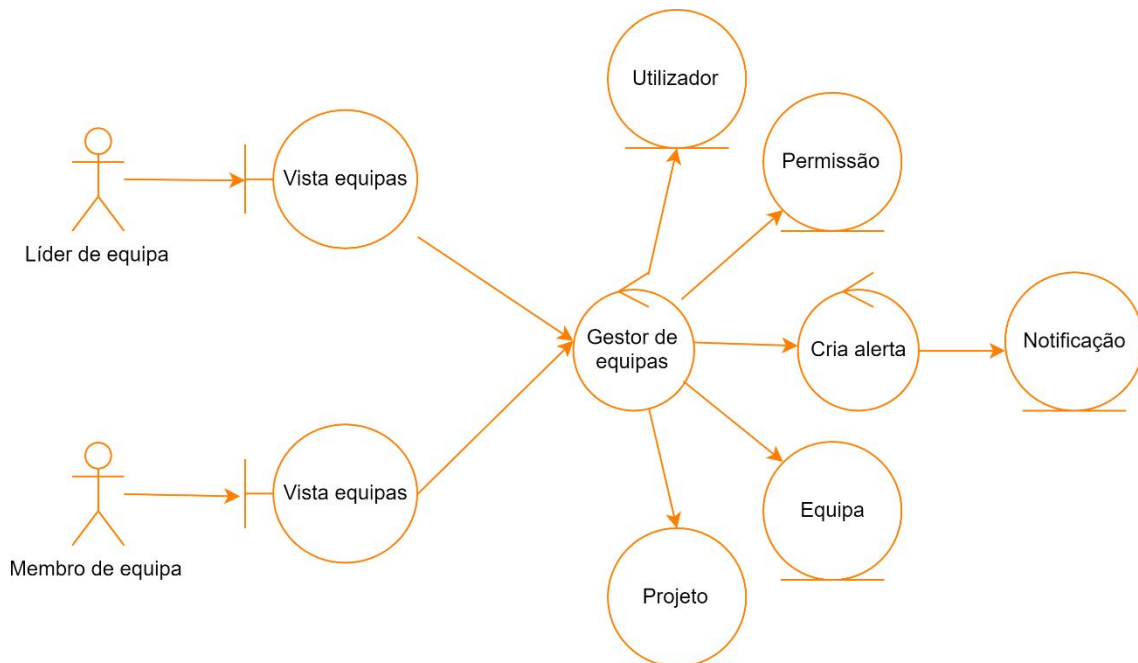 Utilizador
Permissão
Vista equipas
Líder de equipa
Gestor de
equipas
Cria alerta
Notificação
Vista equipas
Membro de equipa
Equipa
Projeto